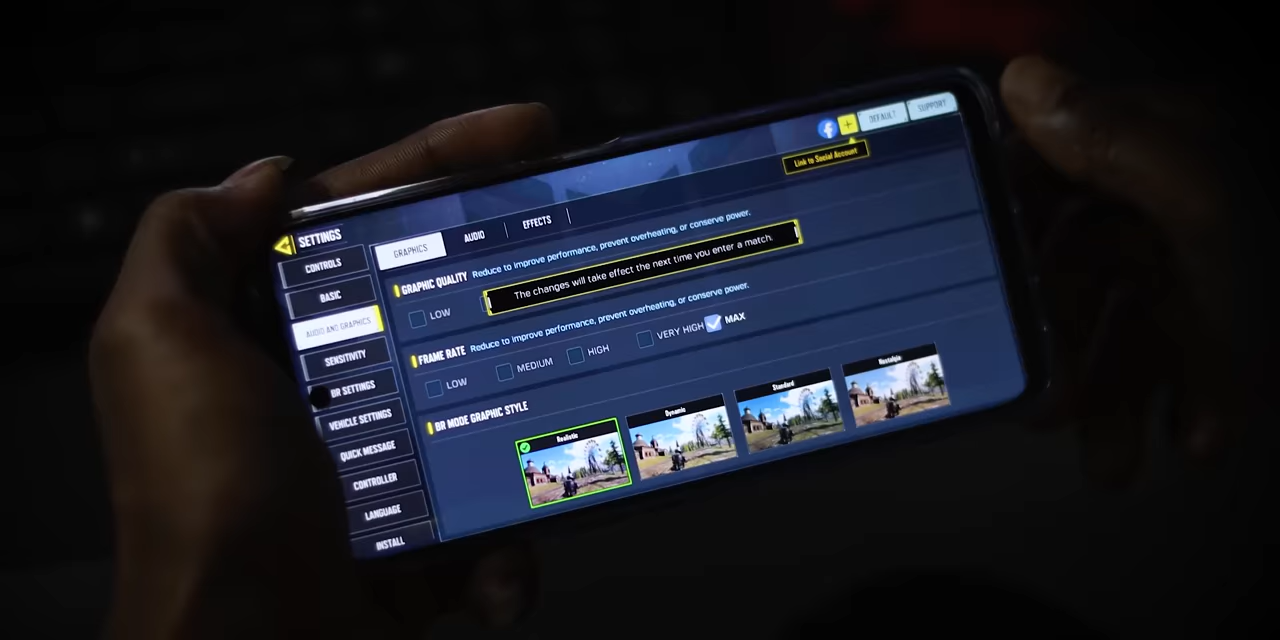 SETTINGS
DEFAULT
SUPPORT
Link to Social Account
CONTROLS
BASIC
AUDIO AND GRAPHICS
SENSITIVITY
BR SETTINGS
VEHICLE SETTINGS
QUICK MESSAGE
CONTROLLER
LANGUAGE
INSTALL
GRAPHICS
AUDIO
EFFECTS
GRAPHIC QUALITY Reduce to improve performance, prevent overheating, or conserve power.
The changes will take effect the next time you enter a match.
LOW
FRAME RATE Reduce to improve performance, prevent overheating, or conserve power.
LOW MEDIUM HIGH VERY HIGH MAX
BR MODE GRAPHIC STYLE
Realistic Dynamic Standard Nostalgic